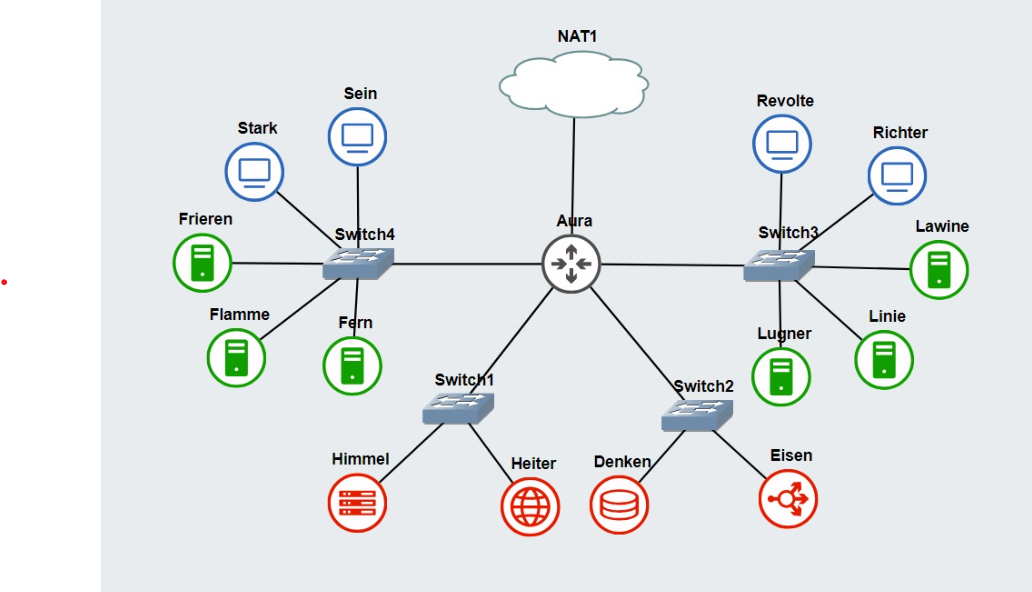 NAT1
Sein
Revolte
Stark
Richter
Frieren
Aura
Switch4
Switch3
Lawine
Flamme
Fern
Linie
Lugner
Switch1
Switch2
Himmel
Heiter
Denken
Eisen